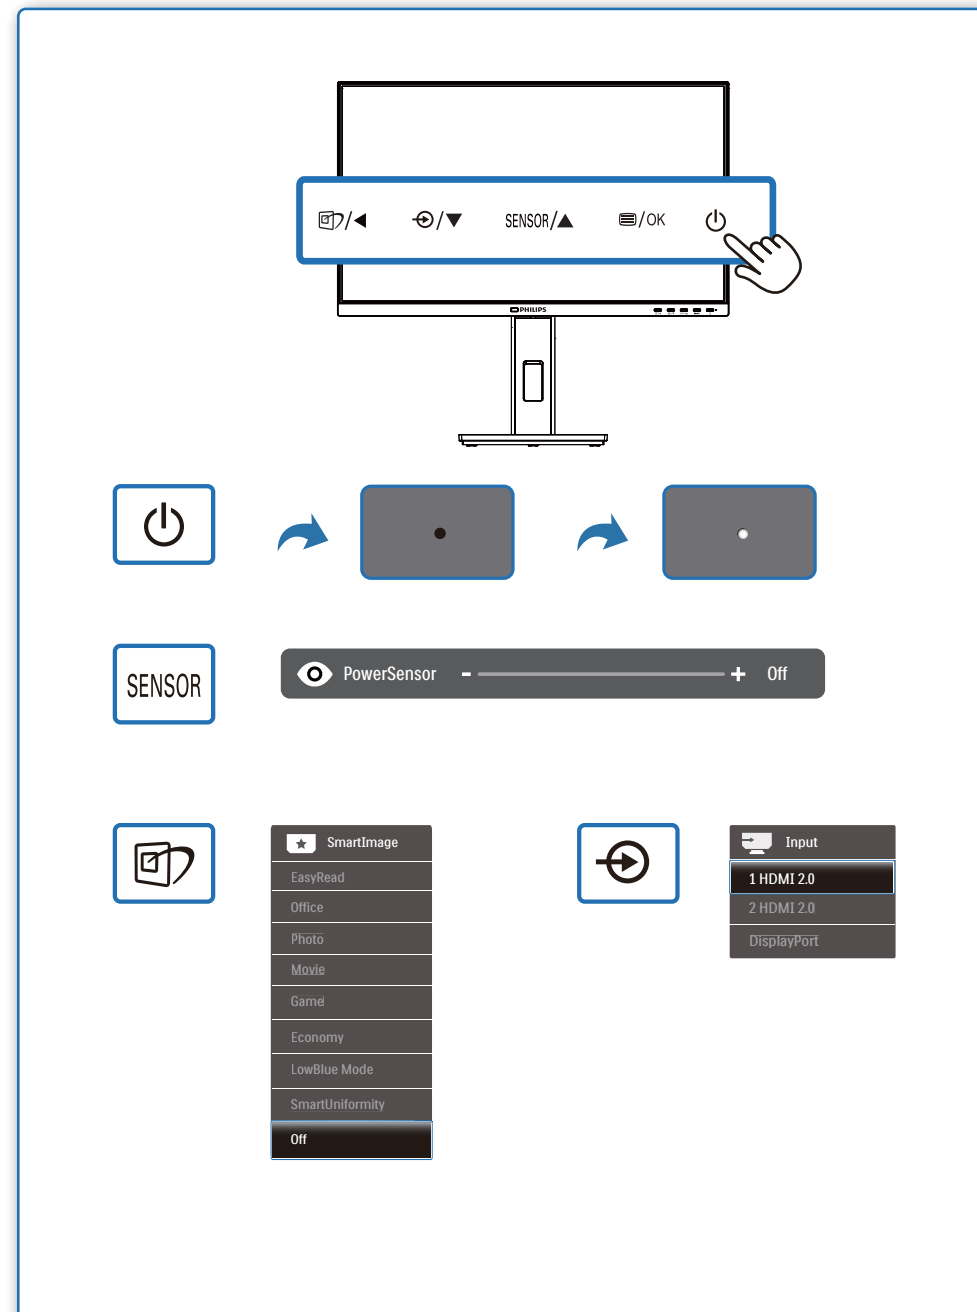 /◀ /▼ SENSOR/▲ /OK
PHILIPS
SENSOR
PowerSensor - + Off
SmartImage
EasyRead
Office
Photo
Movie
Game
Economy
LowBlue Mode
SmartUniformity
Off
Input
1 HDMI 2.0
2 HDMI 2.0
DisplayPort